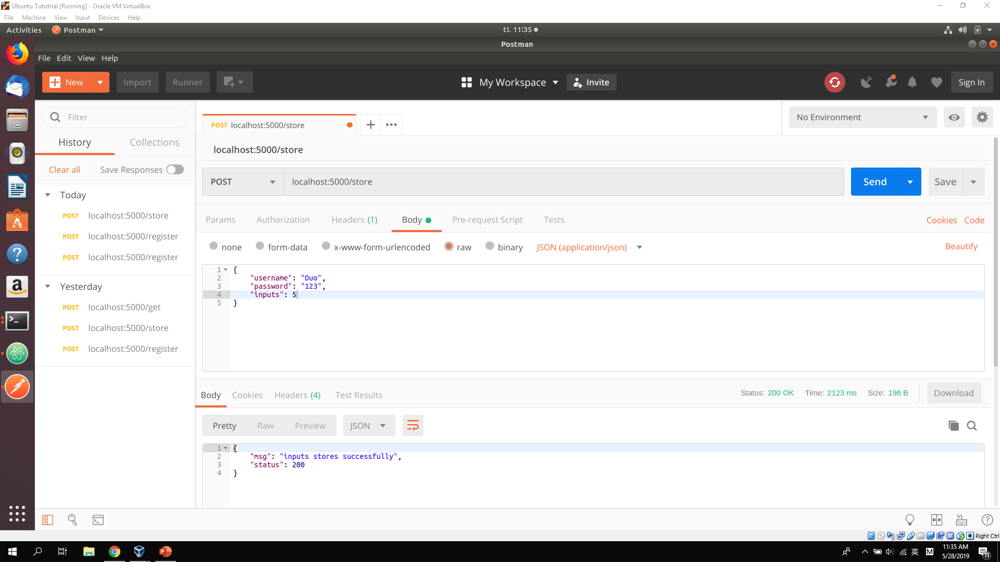 Ubuntu Tutotrial [Running] - Oracle VM VirtualBox
File Machine View Input Devices Help
Activities Postman ti. 11:35
Postman
File Edit View Help
New Import Runner My Workspace Invite Sign In
Filter
History Collections
Clear all Save Responses
Today
POST localhost:5000/store
POST localhost:5000/register
POST localhost:5000/register
Yesterday
POST localhost:5000/get
POST localhost:5000/store
POST localhost:5000/register
POST localhost:5000/store
No Environment
localhost:5000/store
POST localhost:5000/store Send Save
Params Authorization Headers (1) Body Pre-request Script Tests Cookies Code
none form-data x-www-form-urlencoded raw binary JSON (application/json) Beautify
1 {
2 "username": "Duo",
3 "password": "123",
4 "inputs": 5
5 }
Body Cookies Headers (4) Test Results Status: 200 OK Time: 2123 ms Size: 196 B Download
Pretty Raw Preview JSON
1 {
2 "msg": "inputs stores successfully",
3 "status": 200
4 }
Right Ctrl
英 M 11:35 AM
5/28/2019
11